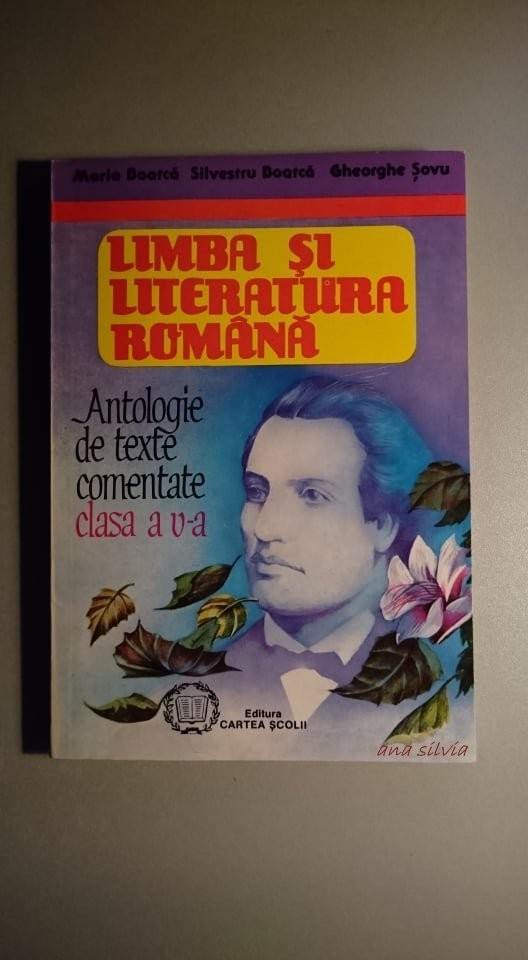 Maria Boatcă Silvestru Boatcă Gheorghe Șovu
LIMBA ȘI
LITERATURA
ROMÂNĂ
Antologie
de texte
comentate
clasa a v-a
Editura
CARTEA ȘCOLII
ana silvia